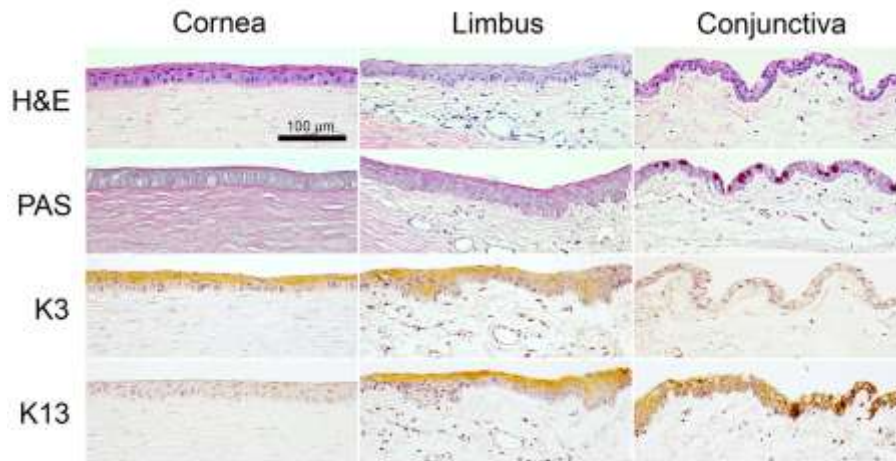 Cornea Limbus Conjunctiva
H&E
100 µm
PAS
K3
K13